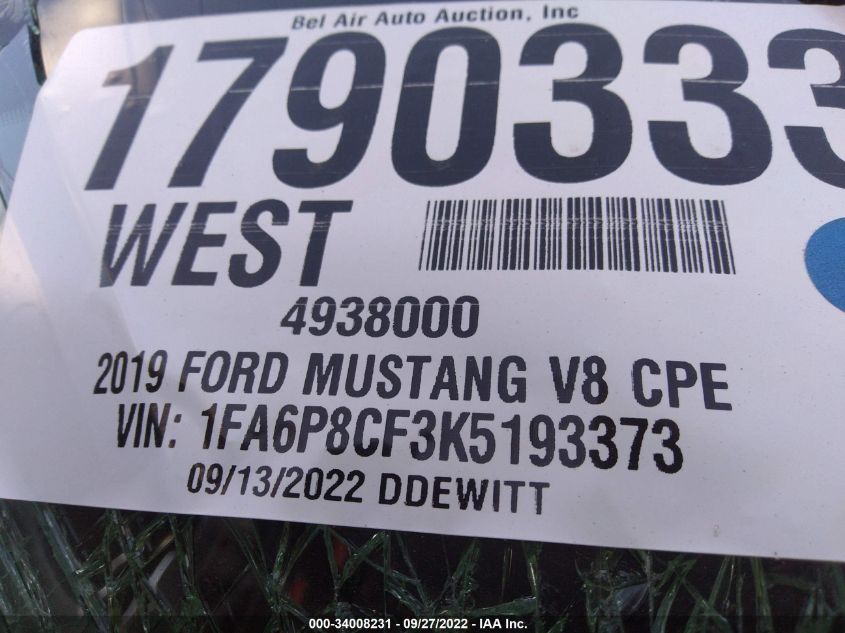 Bel Air Auto Auction, Inc
1790333
WEST
4938000
2019 FORD MUSTANG V8 CPE
VIN: 1FA6P8CF3K5193373
09/13/2022 DDEWITT
000-34008231 - 09/27/2022 - IAA Inc.